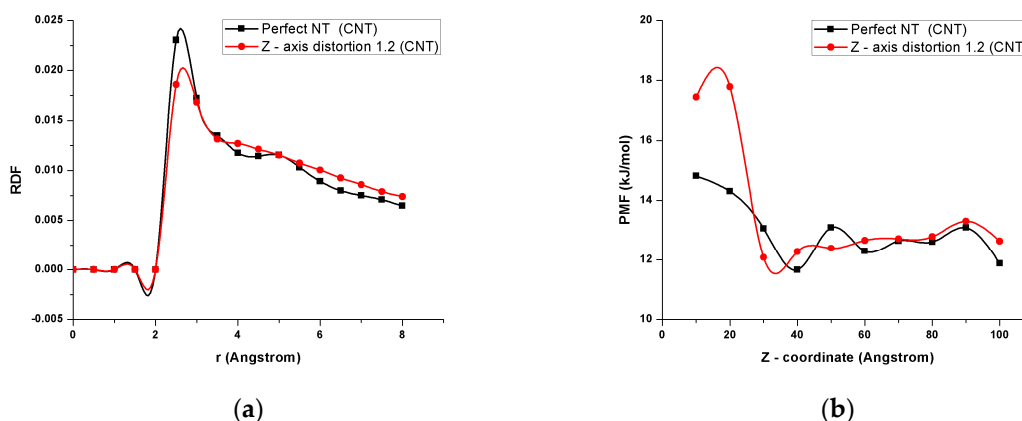 0.025
0.020
0.015
0.010
0.005
0.000
-0.005
RDF
Perfect NT (CNT)
Z - axis distortion 1.2 (CNT)
0
2
4
6
8
r (Angstrom)
(a)
20
18
16
14
12
10
PMF (kJ/mol)
Perfect NT (CNT)
Z - axis distortion 1.2 (CNT)
0
20
40
60
80
100
Z - coordinate (Angstrom)
(b)